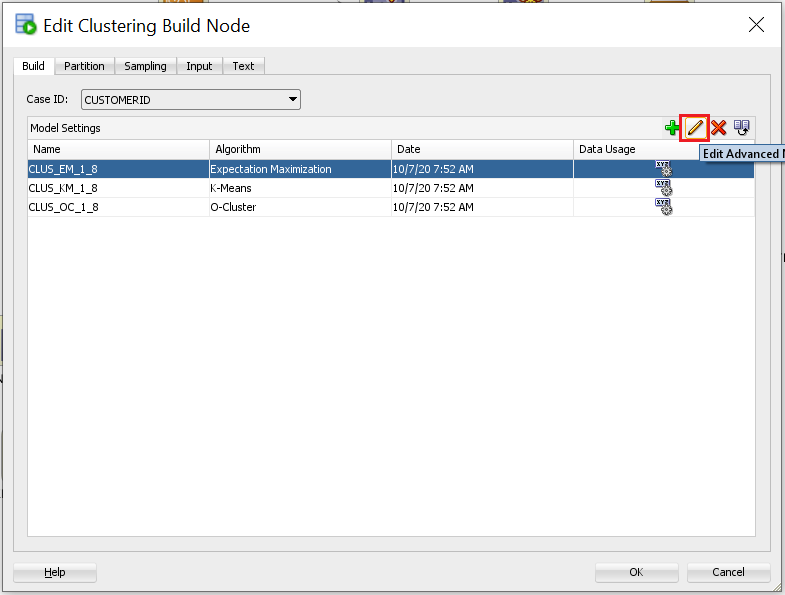 Edit Clustering Build Node
Build Partition Sampling Input Text
Case ID: CUSTOMERID
Model Settings
Edit Advanced
Name Algorithm Date Data Usage
CLUS_EM_1_8 Expectation Maximization 10/7/20 7:52 AM
CLUS_KM_1_8 K-Means 10/7/20 7:52 AM
CLUS_OC_1_8 O-Cluster 10/7/20 7:52 AM
Help OK Cancel